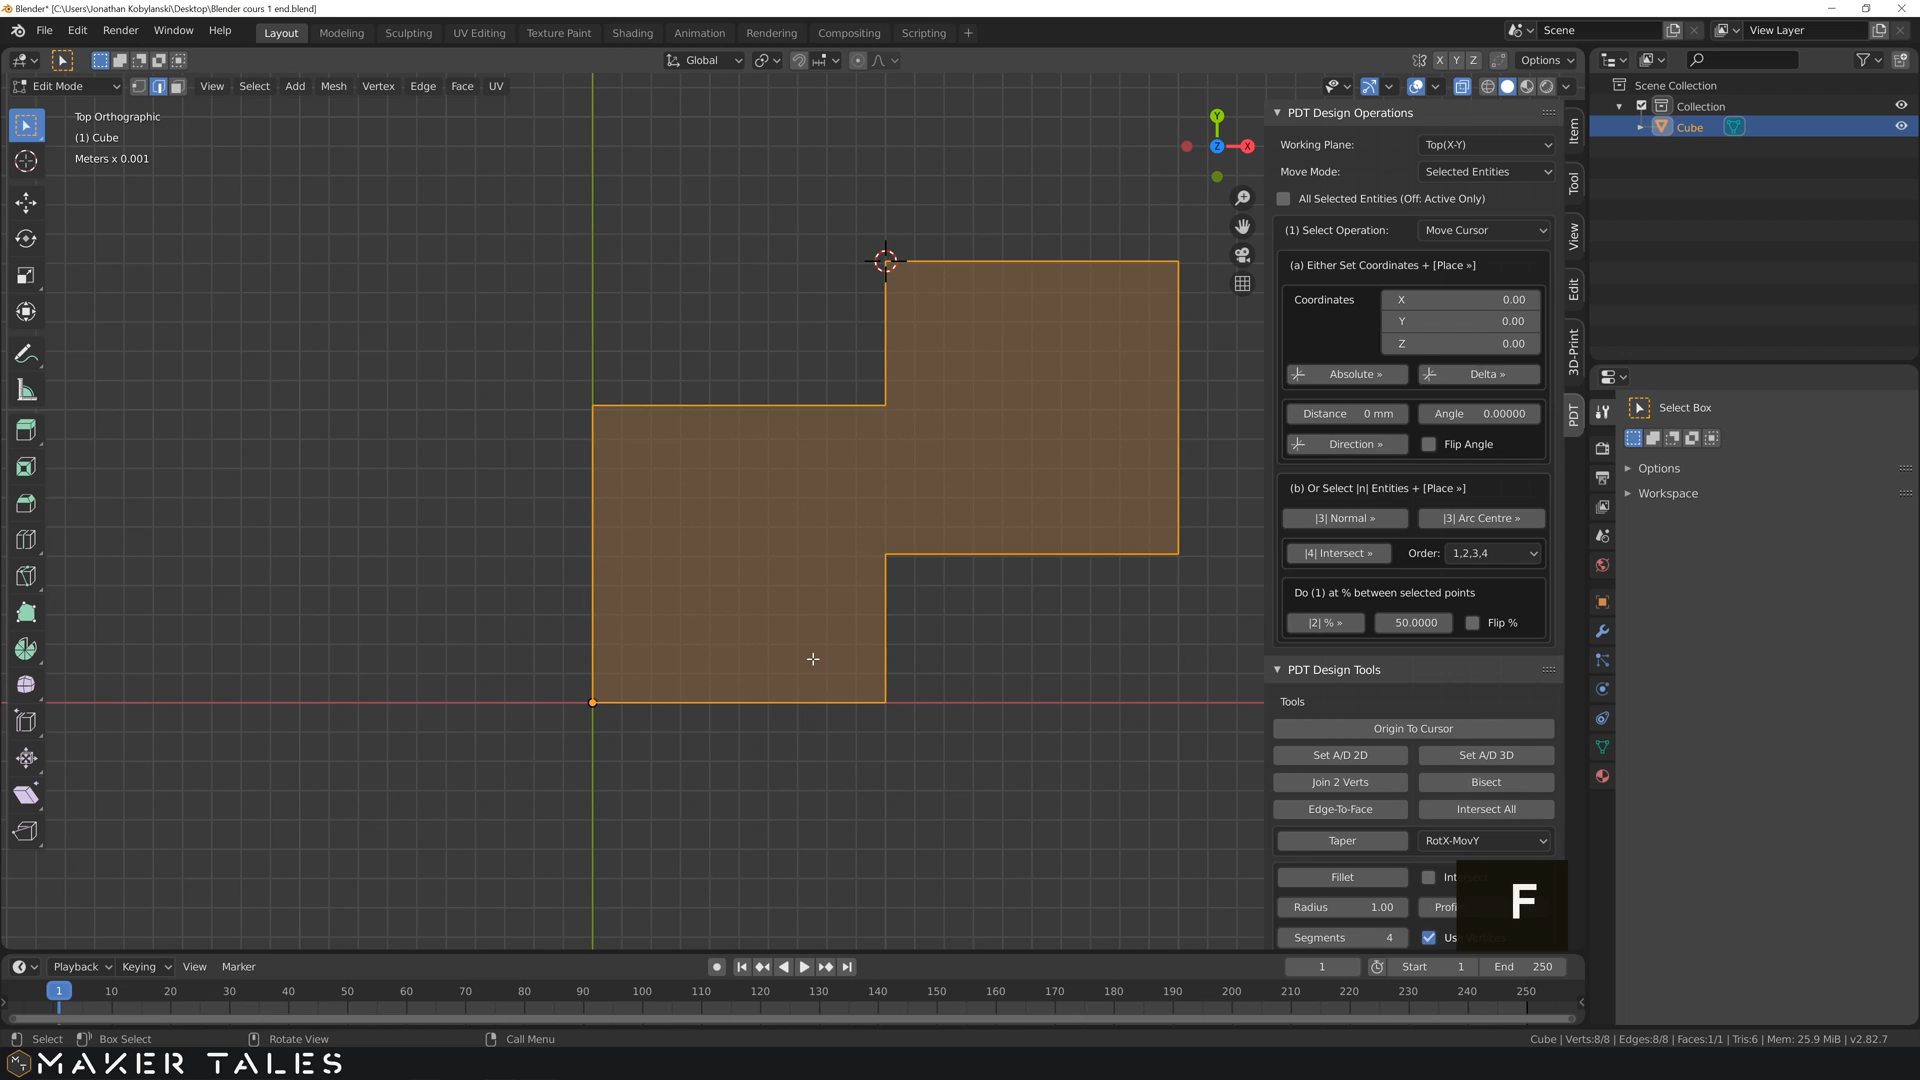 Blender* [C:\Users\Jonathan Kobylanski\Desktop\Blender cours 1 end.blend]
File Edit Render Window Help
Layout Modeling Sculpting UV Editing Texture Paint Shading Animation Rendering Compositing Scripting +
Scene
View Layer
Global
X Y Z
Options
Edit Mode
View Select Add Mesh Vertex Edge Face UV
Top Orthographic
(1) Cube
Meters x 0.001
Y
Z
X
PDT Design Operations
Working Plane: Top(X-Y)
Move Mode: Selected Entities
All Selected Entities (Off: Active Only)
(1) Select Operation: Move Cursor
(a) Either Set Coordinates + [Place »]
Coordinates X 0.00
Y 0.00
Z 0.00
Absolute » Delta »
Distance 0 mm Angle 0.00000
Direction » Flip Angle
(b) Or Select |n| Entities + [Place »]
|3| Normal » |3| Arc Centre »
|4| Intersect » Order: 1,2,3,4
Do (1) at % between selected points
|2| % » 50.0000 Flip %
PDT Design Tools
Tools
Origin To Cursor
Set A/D 2D Set A/D 3D
Join 2 Verts Bisect
Edge-To-Face Intersect All
Taper RotX-MovY
Fillet
Radius 1.00
Segments 4
F
Item
Tool
View
Edit
3D-Print
PDT
Scene Collection
Collection
Cube
Select Box
Options
Workspace
Playback Keying View Marker
1 Start 1 End 250
1 10 20 30 40 50 60 70 80 90 100 110 120 130 140 150 160 170 180 190 200 210 220 230 240 250
Select Box Select Rotate View Call Menu
Cube | Verts:8/8 | Edges:8/8 | Faces:1/1 | Tris:6 | Mem: 25.9 MiB | v2.82.7
MAKER TALES